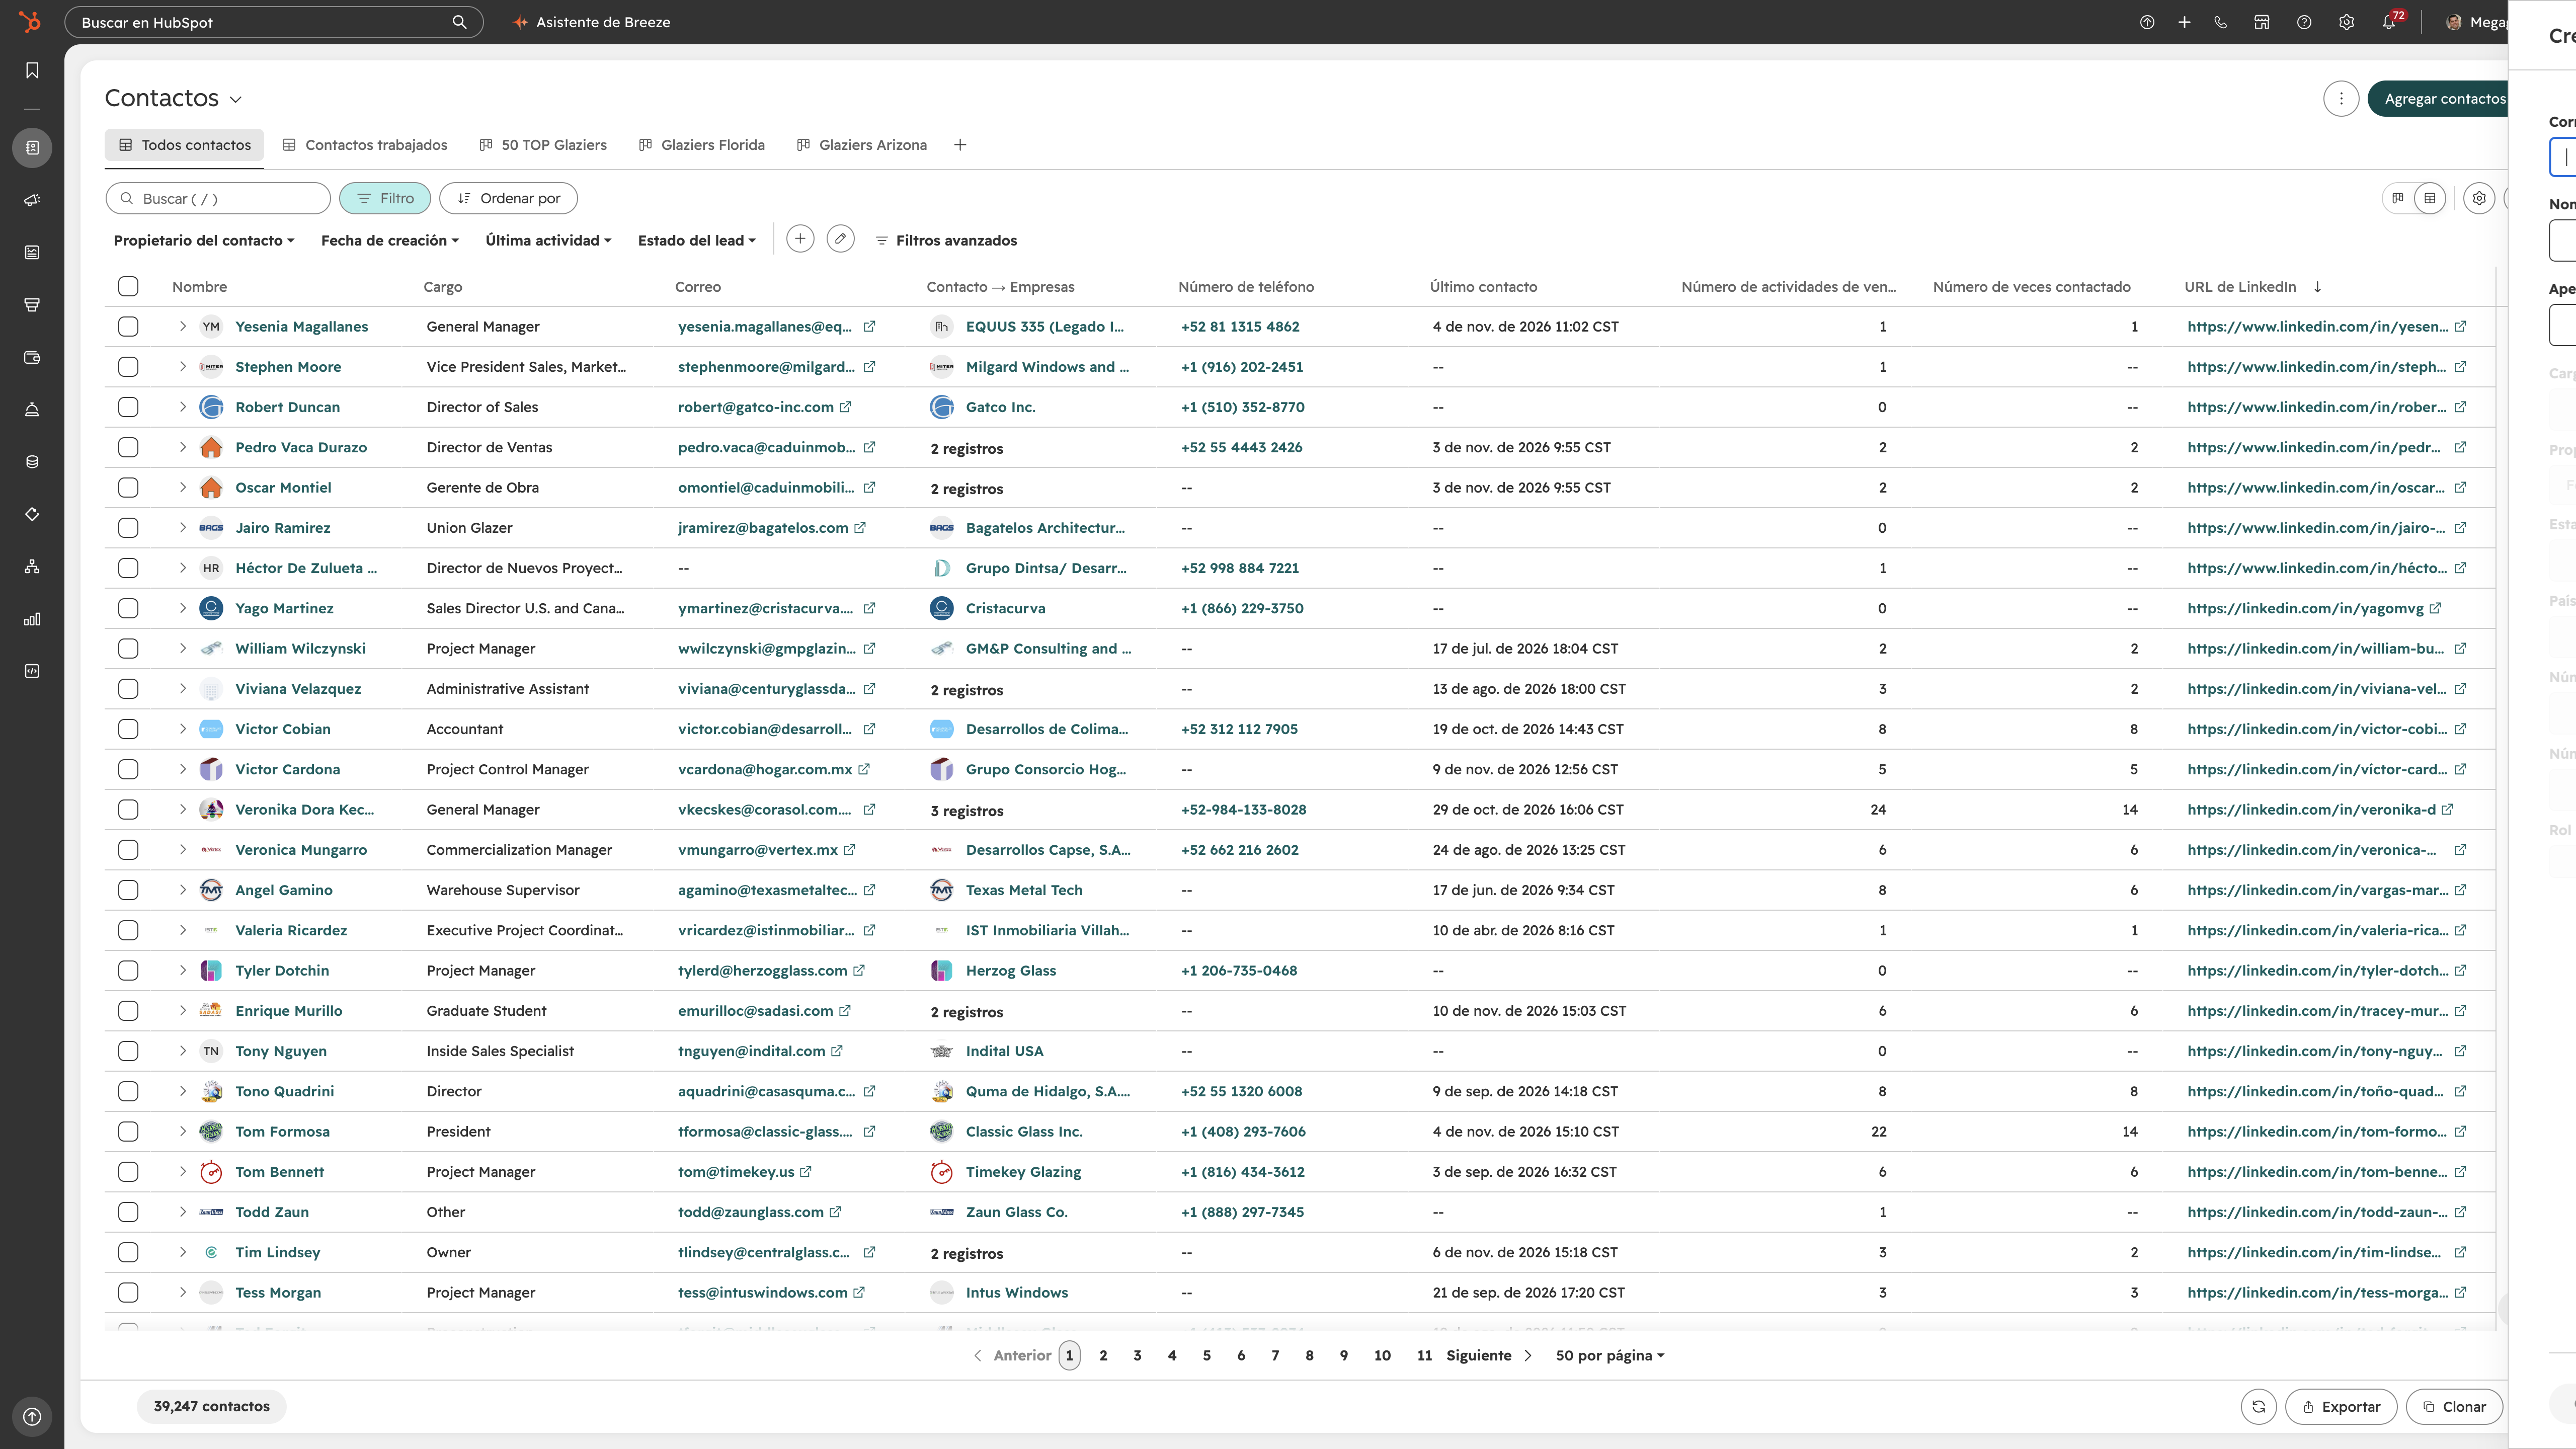 Buscar en HubSpot
Asistente de Breeze
72
Contactos
Agregar contactos
Todos contactos
Contactos trabajados
50 TOP Glaziers
Glaziers Florida
Glaziers Arizona
Buscar ( / )
Filtro
Ordenar por
Propietario del contacto
Fecha de creación
Última actividad
Estado del lead
Filtros avanzados
Nombre Cargo Correo Contacto → Empresas Número de teléfono Último contacto Número de actividades de ven... Número de veces contactado URL de LinkedIn
YM Yesenia Magallanes General Manager yesenia.magallanes@eq... EQUUS 335 (Legado I... +52 81 1315 4862 4 de nov. de 2026 11:02 CST 1 1 https://www.linkedin.com/in/yesen...
Stephen Moore Vice President Sales, Market... stephenmoore@milgard... Milgard Windows and ... +1 (916) 202-2451 -- 1 -- https://www.linkedin.com/in/steph...
Robert Duncan Director of Sales robert@gatco-inc.com Gatco Inc. +1 (510) 352-8770 -- 0 -- https://www.linkedin.com/in/rober...
Pedro Vaca Durazo Director de Ventas pedro.vaca@caduinmob... 2 registros +52 55 4443 2426 3 de nov. de 2026 9:55 CST 2 2 https://www.linkedin.com/in/pedr...
Oscar Montiel Gerente de Obra omontiel@caduinmobili... 2 registros -- 3 de nov. de 2026 9:55 CST 2 2 https://www.linkedin.com/in/oscar...
BAGS Jairo Ramirez Union Glazer jramirez@bagatelos.com BAGS Bagatelos Architectur... -- -- 0 -- https://www.linkedin.com/in/jairo-...
HR Héctor De Zulueta ... Director de Nuevos Proyect... -- Grupo Dintsa/ Desarr... +52 998 884 7221 -- 1 -- https://www.linkedin.com/in/hécto...
Yago Martinez Sales Director U.S. and Cana... ymartinez@cristacurva.... Cristacurva +1 (866) 229-3750 -- 0 -- https://linkedin.com/in/yagomvg
William Wilczynski Project Manager wwilczynski@gmpglazin... GM&P Consulting and ... -- 17 de jul. de 2026 18:04 CST 2 2 https://linkedin.com/in/william-bu...
Viviana Velazquez Administrative Assistant viviana@centuryglassda... 2 registros -- 13 de ago. de 2026 18:00 CST 3 2 https://linkedin.com/in/viviana-vel...
Victor Cobian Accountant victor.cobian@desarroll... Desarrollos de Colima... +52 312 112 7905 19 de oct. de 2026 14:43 CST 8 8 https://linkedin.com/in/victor-cobi...
Victor Cardona Project Control Manager vcardona@hogar.com.mx Grupo Consorcio Hog... -- 9 de nov. de 2026 12:56 CST 5 5 https://linkedin.com/in/victor-card...
Veronika Dora Kec... General Manager vkecskes@corasol.com.... 3 registros +52-984-133-8028 29 de oct. de 2026 16:06 CST 24 14 https://linkedin.com/in/veronika-d
Veronica Mungarro Commercialization Manager vmungarro@vertex.mx Desarrollos Capse, S.A... +52 662 216 2602 24 de ago. de 2026 13:25 CST 6 6 https://linkedin.com/in/veronica-...
TMT Angel Gamino Warehouse Supervisor agamino@texasmetaltec... TMT Texas Metal Tech -- 17 de jun. de 2026 9:34 CST 8 6 https://linkedin.com/in/vargas-mar...
Valeria Ricardez Executive Project Coordinat... vricardez@istinmobiliar... IST Inmobiliaria Villah... -- 10 de abr. de 2026 8:16 CST 1 1 https://linkedin.com/in/valeria-rica...
Tyler Dotchin Project Manager tylerd@herzogglass.com Herzog Glass +1 206-735-0468 -- 0 -- https://linkedin.com/in/tyler-dotch...
Enrique Murillo Graduate Student emurilloc@sadasi.com 2 registros -- 10 de nov. de 2026 15:03 CST 6 6 https://linkedin.com/in/tracey-mur...
TN Tony Nguyen Inside Sales Specialist tnguyen@indital.com Indital USA -- -- 0 -- https://linkedin.com/in/tony-nguy...
Tono Quadrini Director aquadrini@casasquma.c... Quma de Hidalgo, S.A.... +52 55 1320 6008 9 de sep. de 2026 14:18 CST 8 8 https://linkedin.com/in/toño-quad...
Tom Formosa President tformosa@classic-glass.... Classic Glass Inc. +1 (408) 293-7606 4 de nov. de 2026 15:10 CST 22 14 https://linkedin.com/in/tom-formo...
Tom Bennett Project Manager tom@timekey.us Timekey Glazing +1 (816) 434-3612 3 de sep. de 2026 16:32 CST 6 6 https://linkedin.com/in/tom-benne...
Todd Zaun Other todd@zaunglass.com Zaun Glass Co. +1 (888) 297-7345 -- 1 -- https://linkedin.com/in/todd-zaun-...
Tim Lindsey Owner tlindsey@centralglass.c... 2 registros -- 6 de nov. de 2026 15:18 CST 3 2 https://linkedin.com/in/tim-lindse...
Tess Morgan Project Manager tess@intuswindows.com Intus Windows -- 21 de sep. de 2026 17:20 CST 3 3 https://linkedin.com/in/tess-morga...
Anterior 1 2 3 4 5 6 7 8 9 10 11 Siguiente 50 por página
39,247 contactos
Exportar
Clonar